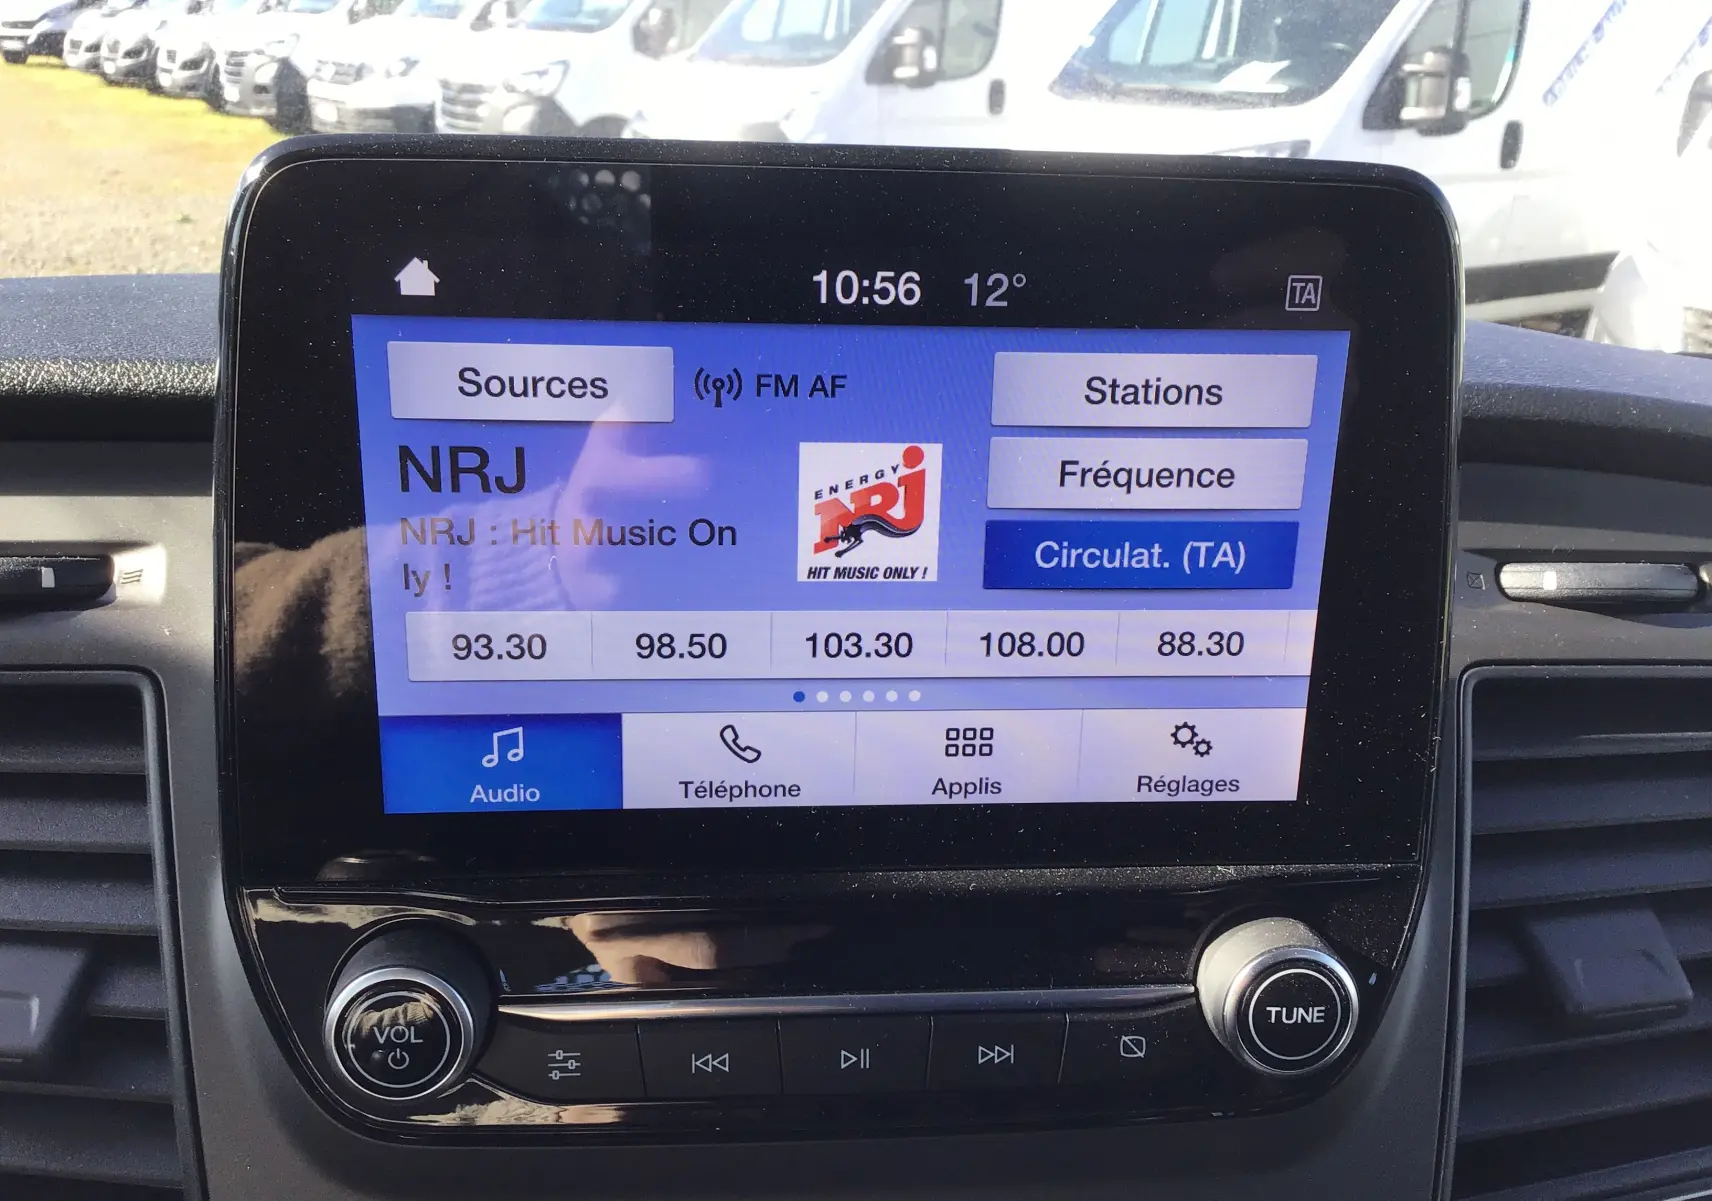 10:56 12°
TA
Sources
FM AF
Stations
NRJ
Fréquence
NRJ : Hit Music On
ly !
ENERGY
NRJ
HIT MUSIC ONLY !
Circulat. (TA)
93.30 98.50 103.30 108.00 88.30
Audio Téléphone Applis Réglages
VOL
TUNE